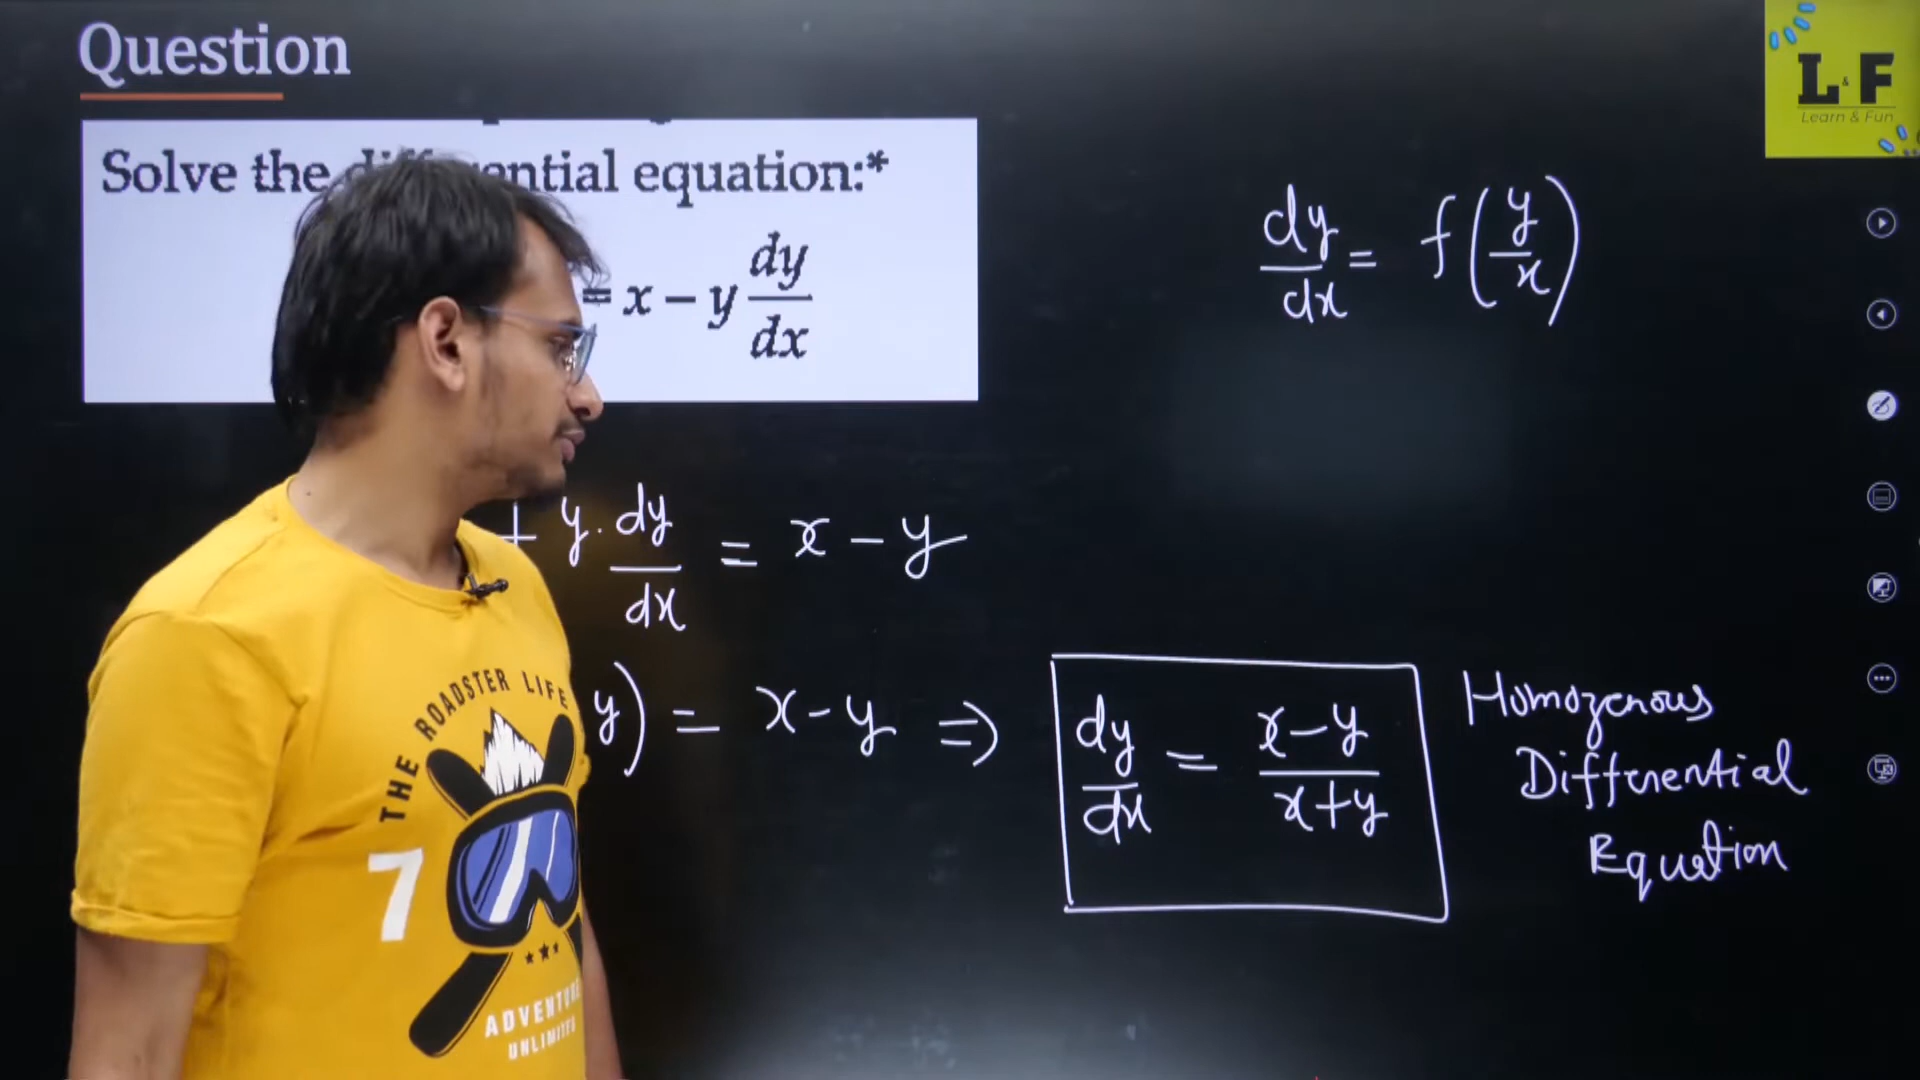 Question
Solve the differential equation:*
= x − y dy/dx
dy/dx = f(y/x)
+ y. dy/dx = x − y
y) = x − y ⇒ dy/dx = x−y/x+y
Homogenous
Differential
Equation
L&F
Learn & Fun
THE ROADSTER LIFE
7
ADVENTURE
UNLIMITED